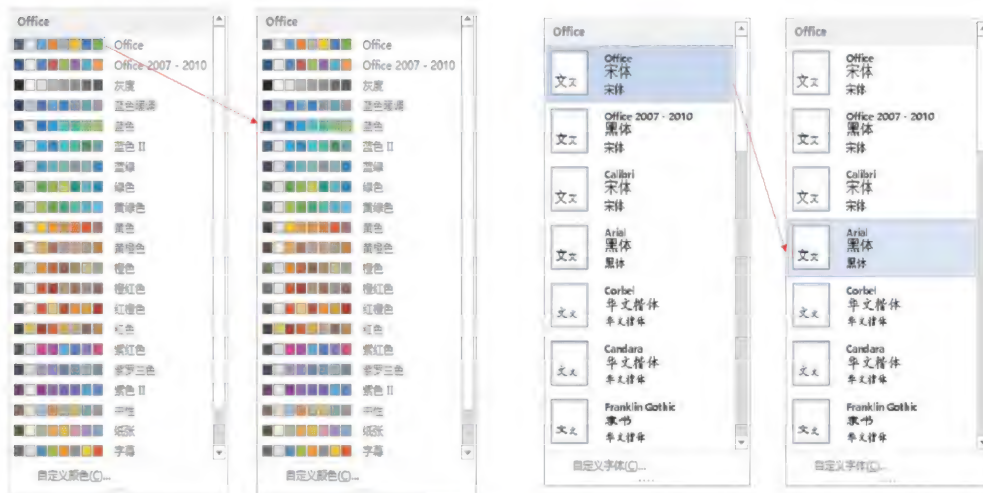 Office
Office
Office 2007 - 2010
灰度
蓝色暖调
蓝色
蓝色 II
蓝绿
绿色
黄绿色
黄色
黄橙色
橙色
橙红色
红橙色
红色
紫红色
紫罗兰色
紫色 II
中性
纸张
字幕
自定义颜色(C)...
Office
Office
Office 2007 - 2010
灰度
蓝色暖调
蓝色
蓝色 II
蓝绿
绿色
黄绿色
黄色
黄橙色
橙色
橙红色
红橙色
红色
紫红色
紫罗兰色
紫色 II
中性
纸张
字幕
自定义颜色(C)...
Office
文文
Office
宋体
宋体
文文
Office 2007 - 2010
黑体
宋体
文文
Calibri
宋体
宋体
文文
Arial
黑体
黑体
文文
Corbel
华文楷体
华文楷体
文文
Candara
华文楷体
华文楷体
文文
Franklin Gothic
隶书
华文楷体
自定义字体(C)...
Office
文文
Office
宋体
宋体
文文
Office 2007 - 2010
黑体
宋体
文文
Calibri
宋体
宋体
文文
Arial
黑体
黑体
文文
Corbel
华文楷体
华文楷体
文文
Candara
华文楷体
华文楷体
文文
Franklin Gothic
隶书
华文楷体
自定义字体(C)...